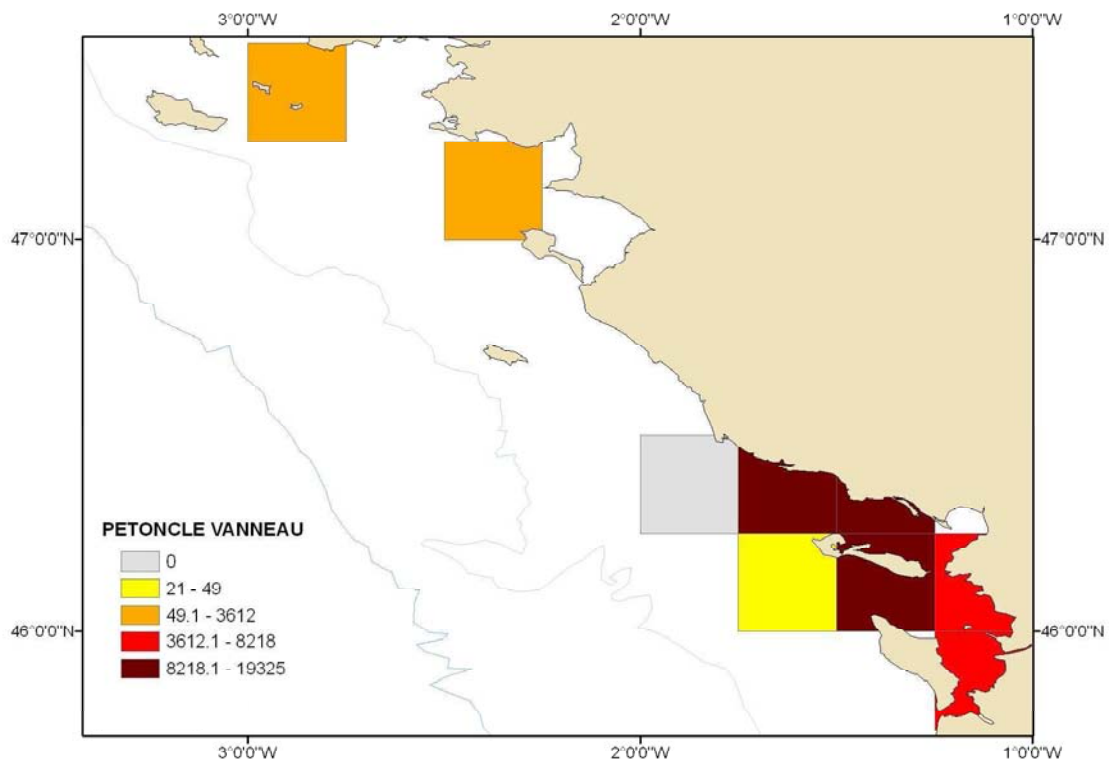 3°0'0"W 2°0'0"W 1°0'0"W
47°0'0"N 47°0'0"N
PETONCLE VANNEAU
0
21 - 49
49.1 - 3612
3612.1 - 8218
8218.1 - 19325
46°0'0"N 46°0'0"N
3°0'0"W 2°0'0"W 1°0'0"W